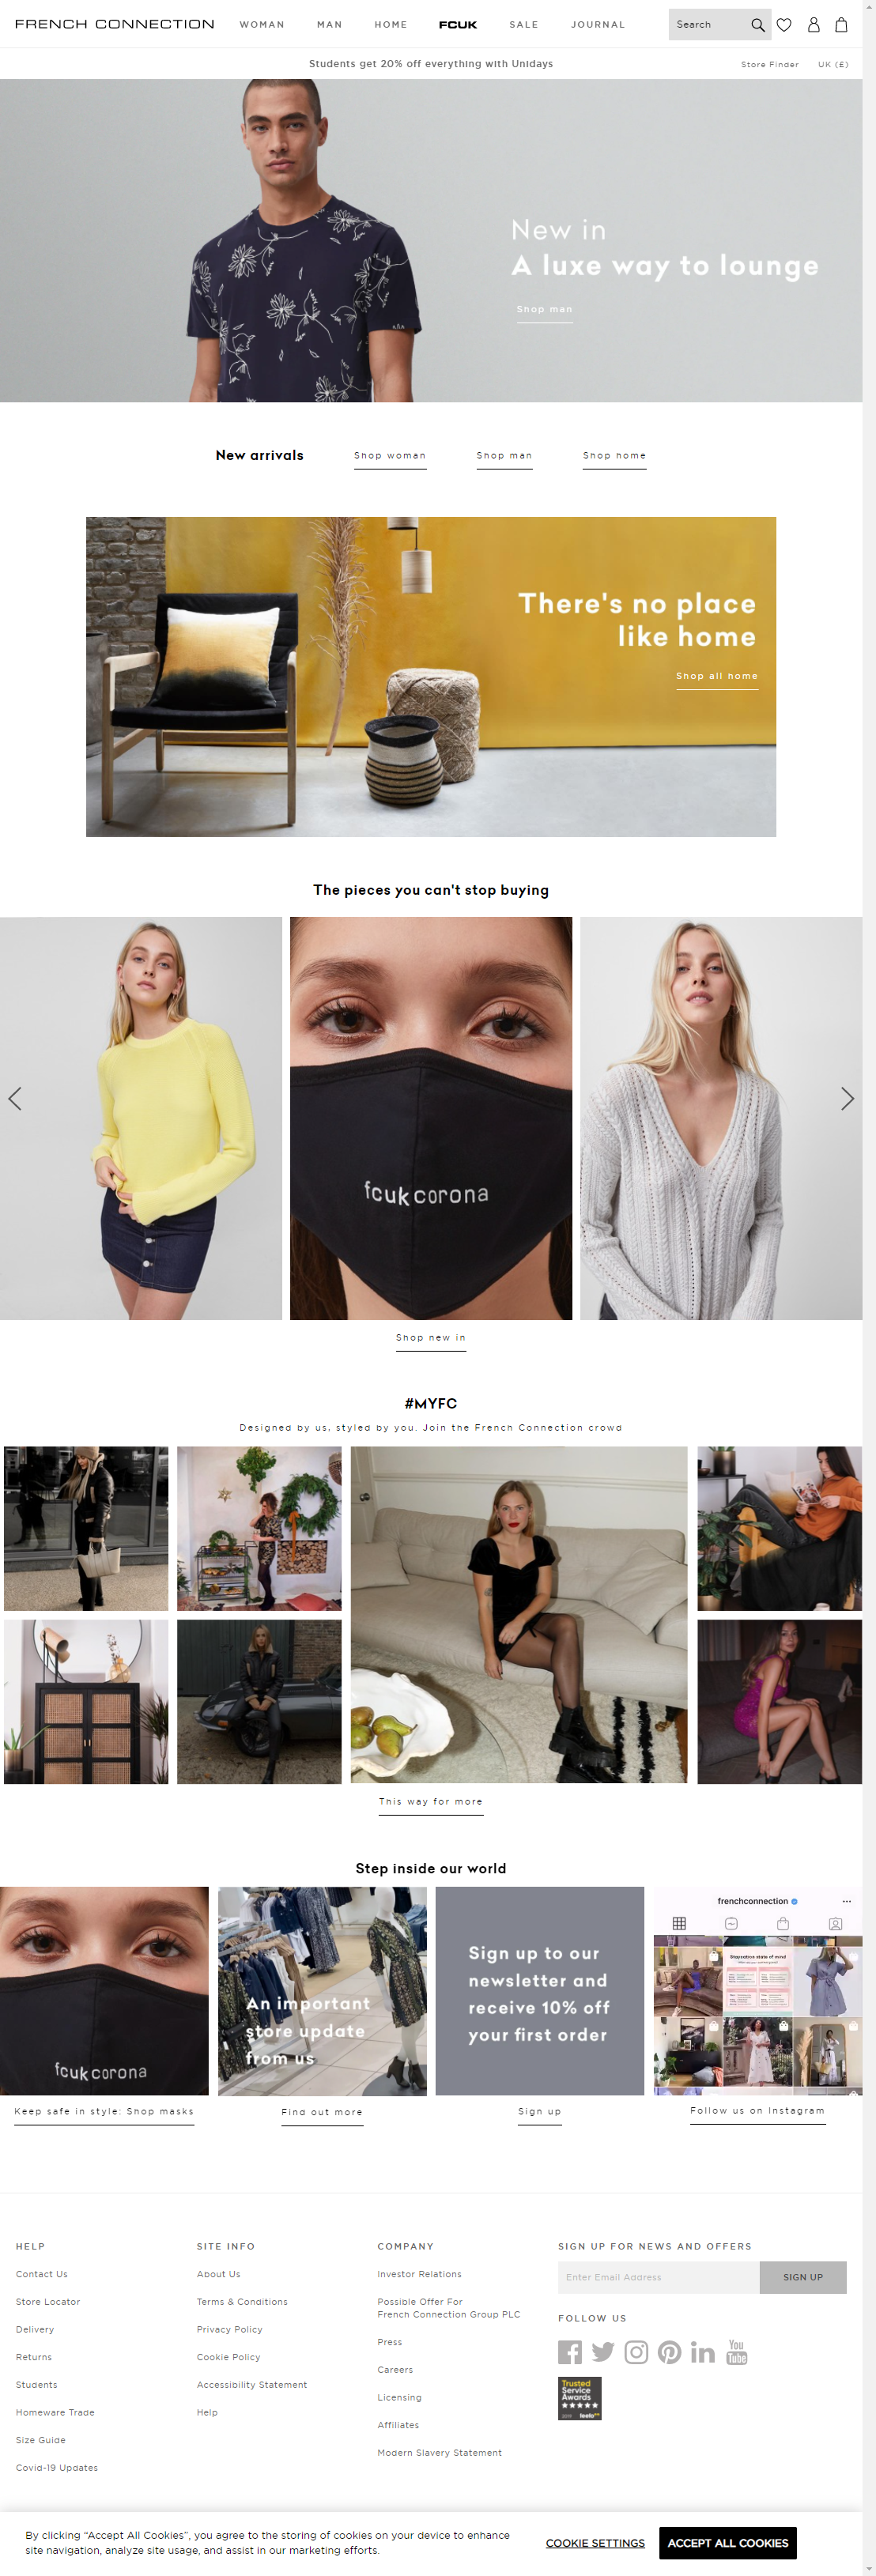 FRENCH CONNECTION
WOMAN
MAN
HOME
FCUK
SALE
JOURNAL
Search
Students get 20% off everything with Unidays
Store Finder
UK (£)
New in
A luxe way to lounge
Shop man
New arrivals
Shop woman
Shop man
Shop home
There's no place
like home
Shop all home
The pieces you can't stop buying
fcuk corona
Shop new in
#MYFC
Designed by us, styled by you. Join the French Connection crowd
This way for more
Step inside our world
fcuk corona
Keep safe in style: Shop masks
An important
store update
from us
Find out more
Sign up to our
newsletter and
receive 10% off
your first order
Sign up
frenchconnection
Follow us on Instagram
HELP
Contact Us
Store Locator
Delivery
Returns
Students
Homeware Trade
Size Guide
Covid-19 Updates
SITE INFO
About Us
Terms & Conditions
Privacy Policy
Cookie Policy
Accessibility Statement
Help
COMPANY
Investor Relations
Possible Offer For
French Connection Group PLC
Press
Careers
Licensing
Affiliates
Modern Slavery Statement
SIGN UP FOR NEWS AND OFFERS
Enter Email Address
SIGN UP
FOLLOW US
You
Tube
Trusted
Service
Awards
feefo
By clicking “Accept All Cookies”, you agree to the storing of cookies on your device to enhance
site navigation, analyze site usage, and assist in our marketing efforts.
COOKIE SETTINGS
ACCEPT ALL COOKIES